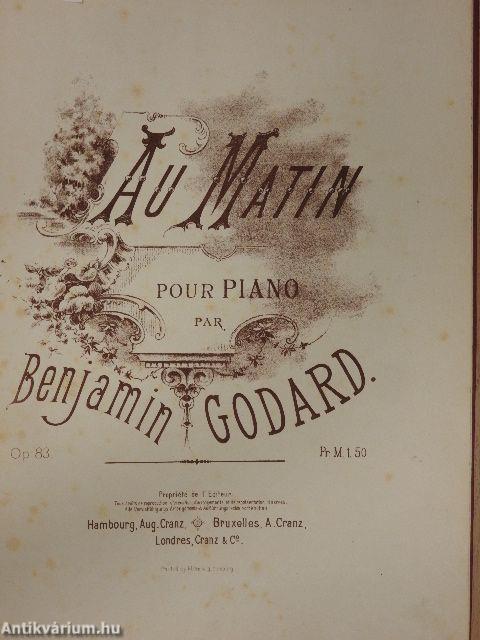 AU MATIN
POUR PIANO
PAR
Benjamin GODARD.
Op. 83.
Pr. M. 1.50
Propriété de l'Editeur.
Hambourg, Aug. Cranz, Bruxelles, A. Cranz,
Londres, Cranz & Co.
Antikvárium.hu